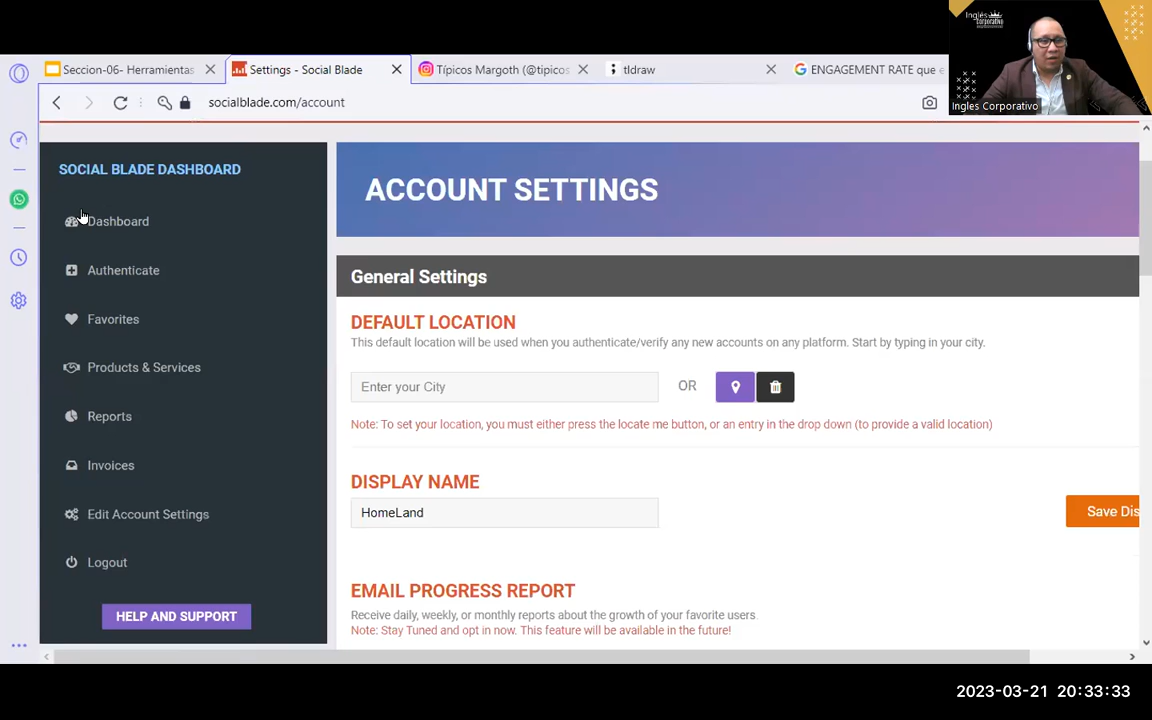 Seccion-06- Herramientas
Settings - Social Blade
Típicos Margoth (@tipicos
tldraw
ENGAGEMENT RATE que e
socialblade.com/account
Inglés
Corporativo
Ingles Corporativo
SOCIAL BLADE DASHBOARD
Dashboard
Authenticate
Favorites
Products & Services
Reports
Invoices
Edit Account Settings
Logout
HELP AND SUPPORT
ACCOUNT SETTINGS
General Settings
DEFAULT LOCATION
This default location will be used when you authenticate/verify any new accounts on any platform. Start by typing in your city.
Enter your City
OR
Note: To set your location, you must either press the locate me button, or an entry in the drop down (to provide a valid location)
DISPLAY NAME
HomeLand
Save Dis
EMAIL PROGRESS REPORT
Receive daily, weekly, or monthly reports about the growth of your favorite users
Note: Stay Tuned and opt in now. This feature will be available in the future!
2023-03-21 20:33:33